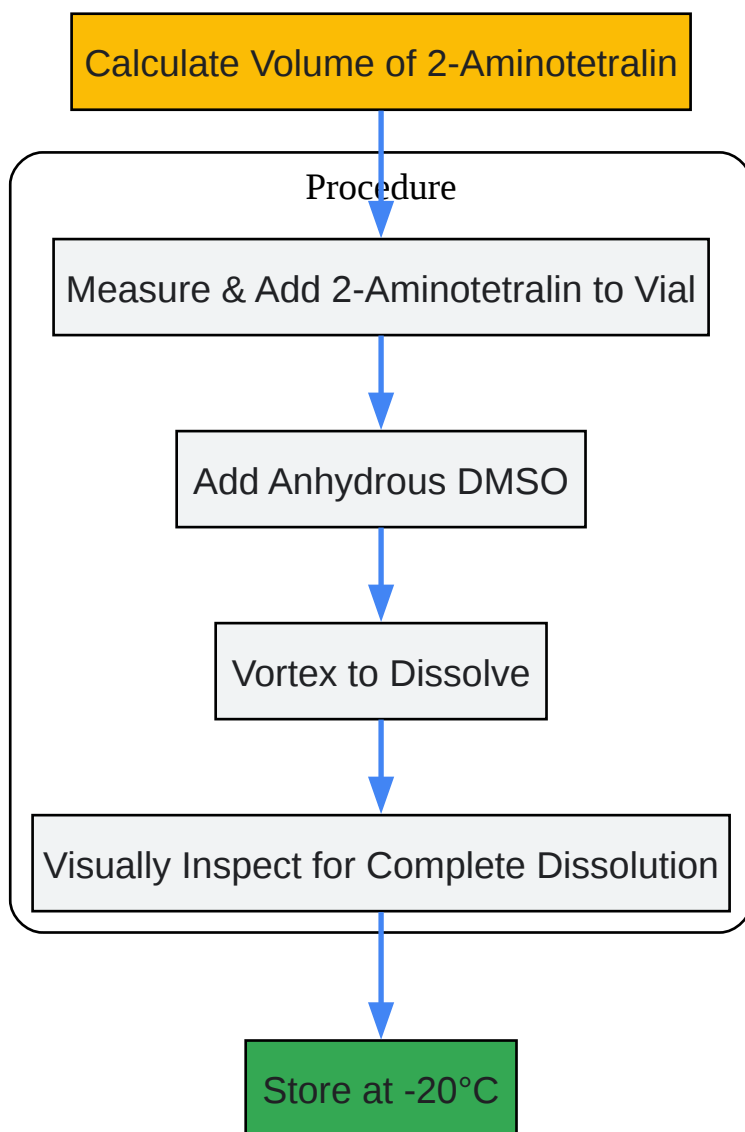 Calculate Volume of 2-Aminotetralin
Procedure
Measure & Add 2-Aminotetralin to Vial
Add Anhydrous DMSO
Vortex to Dissolve
Visually Inspect for Complete Dissolution
Store at -20°C